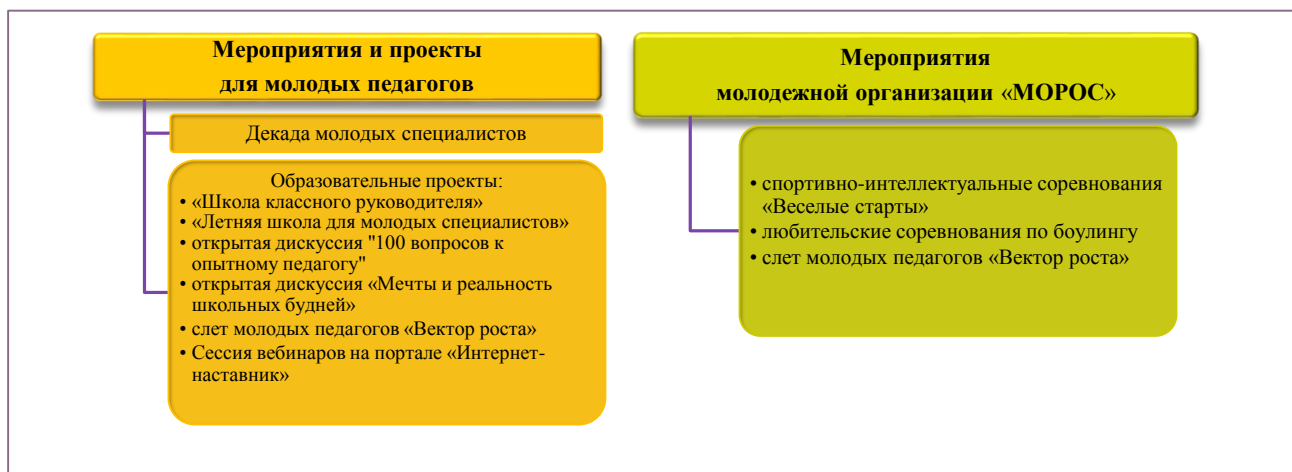 Мероприятия и проекты
для молодых педагогов
Декада молодых специалистов
Образовательные проекты:
• «Школа классного руководителя»
• «Летняя школа для молодых специалистов»
• открытая дискуссия "100 вопросов к
опытному педагогу"
• открытая дискуссия «Мечты и реальность
школьных будней»
• слет молодых педагогов «Вектор роста»
• Сессия вебинаров на портале «Интернет-
наставник»
Мероприятия
молодежной организации «МОРОС»
• спортивно-интеллектуальные соревнования
«Веселые старты»
• любительские соревнования по боулингу
• слет молодых педагогов «Вектор роста»